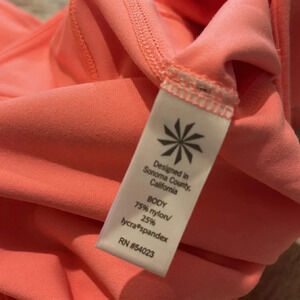 Designed in
Sonoma County,
California
BODY
75% nylon/
25%
lycra®spandex
RN #54023